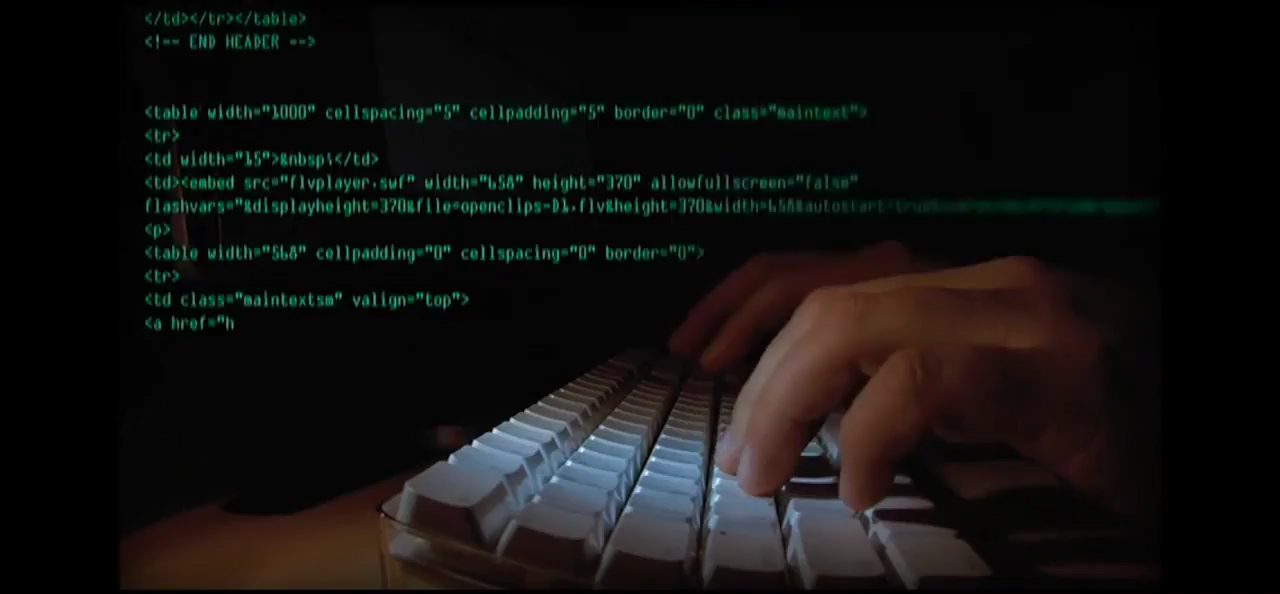 </td></tr></table>
<!-- END HEADER -->
<table width="1000" cellspacing="5" cellpadding="5" border="0" class="maintext">
<tr>
<td width="15">&nbsp;</td>
<td><embed src="flvplayer.swf" width="658" height="370" allowfullscreen="false"
flashvars="&displayheight=370&file=openclips-D1.flv&height=370&width=658&autostart=true
<p>
<table width="568" cellpadding="0" cellspacing="0" border="0">
<tr>
<td class="maintextsm" valign="top">
<a href="h